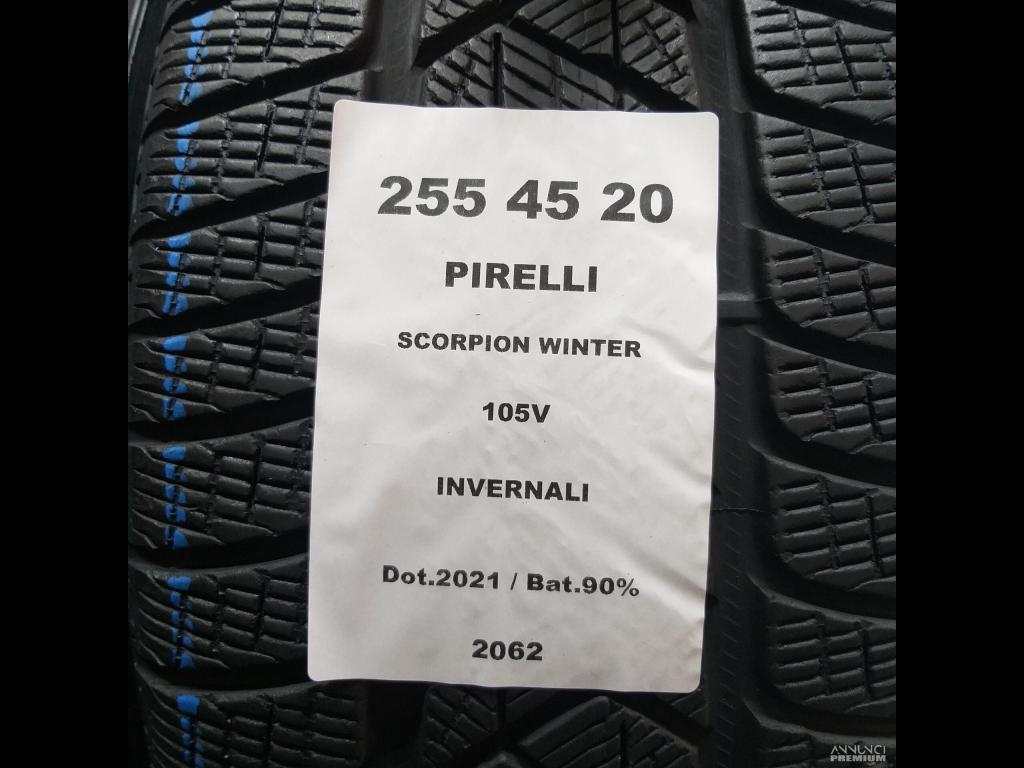 255 45 20
PIRELLI
SCORPION WINTER
105V
INVERNALI
Dot.2021 / Bat.90%
2062
ANNUNCI
PREMIUM